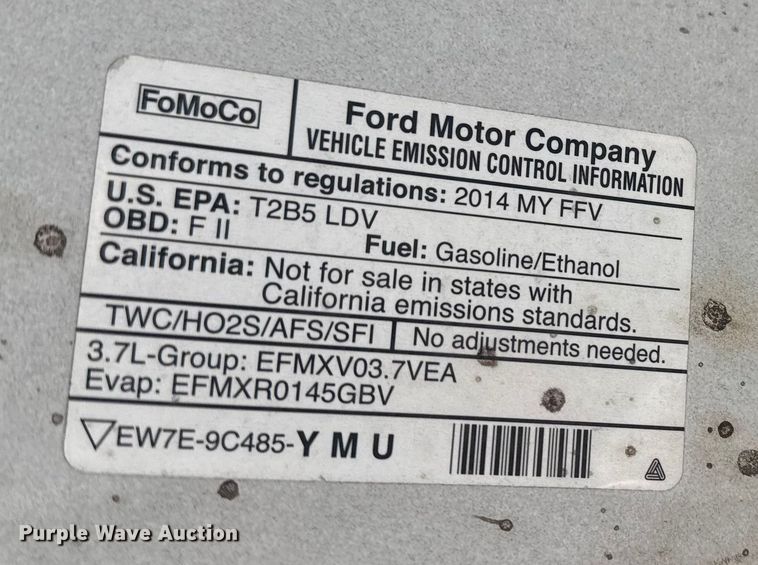 FoMoCo
Ford Motor Company
VEHICLE EMISSION CONTROL INFORMATION
Conforms to regulations: 2014 MY FFV
U.S. EPA: T2B5 LDV
OBD: F II
Fuel: Gasoline/Ethanol
California: Not for sale in states with
California emissions standards.
TWC/HO2S/AFS/SFI
No adjustments needed.
3.7L-Group: EFMXV03.7VEA
Evap: EFMXR0145GBV
EW7E-9C485-Y M U
Purple Wave Auction